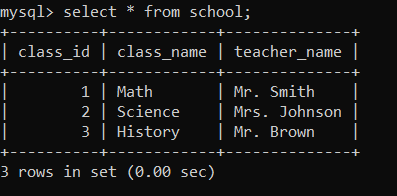 mysql> select * from school;
+----------+------------+--------------+
| class_id | class_name | teacher_name |
+----------+------------+--------------+
|        1 | Math       | Mr. Smith    |
|        2 | Science    | Mrs. Johnson |
|        3 | History    | Mr. Brown    |
+----------+------------+--------------+
3 rows in set (0.00 sec)